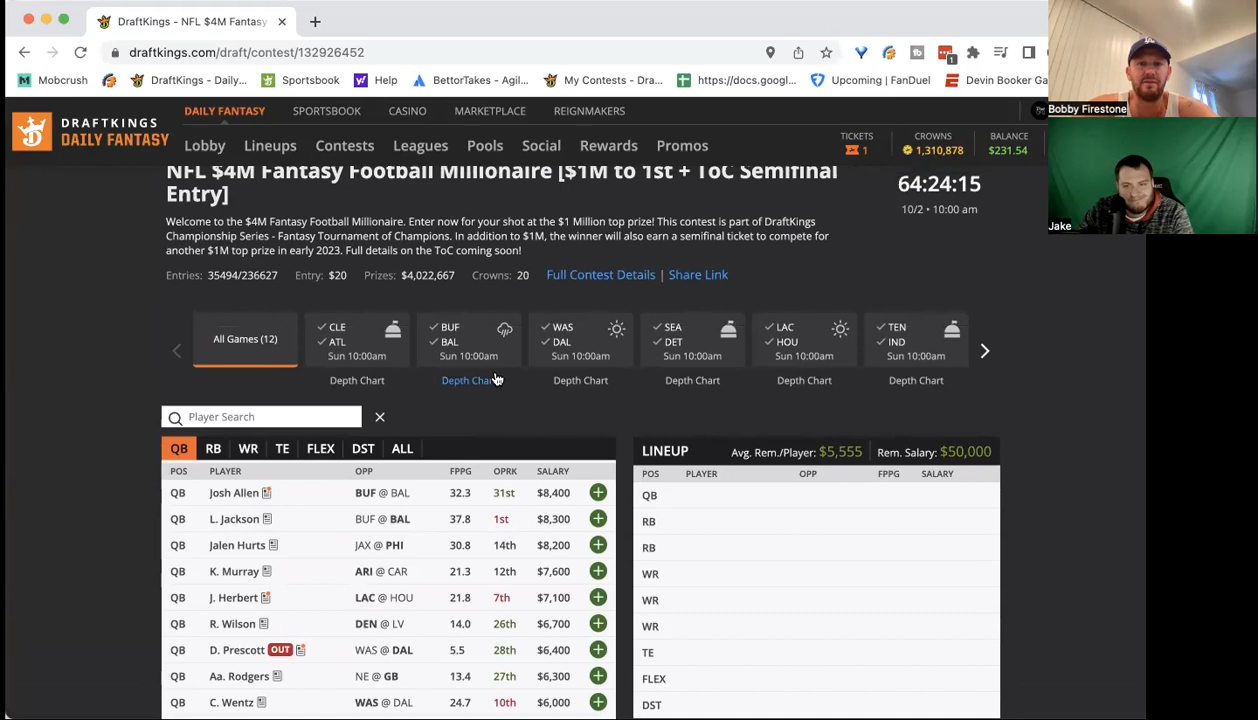 DraftKings - NFL $4M Fantasy
draftkings.com/draft/contest/132926452
1
Mobcrush
DraftKings - Daily...
Sportsbook
Help
BettorTakes - Agil...
My Contests - Dra...
https://docs.googl...
Upcoming | FanDuel
Devin Booker Ga
Bobby Firestone
Jake
DRAFTKINGS
DAILY FANTASY
DAILY FANTASY SPORTSBOOK CASINO MARKETPLACE REIGNMAKERS
Lobby Lineups Contests Leagues Pools Social Rewards Promos
TICKETS
1
CROWNS
1,310,878
BALANCE
$231.54
NFL $4M Fantasy Football Millionaire [$1M to 1st + ToC Semifinal
Entry]
64:24:15
10/2 • 10:00 am
Welcome to the $4M Fantasy Football Millionaire. Enter now for your shot at the $1 Million top prize! This contest is part of DraftKings
Championship Series - Fantasy Tournament of Champions. In addition to $1M, the winner will also earn a semifinal ticket to compete for
another $1M top prize in early 2023. Full details on the ToC coming soon!
Entries: 35494/236627 Entry: $20 Prizes: $4,022,667 Crowns: 20 Full Contest Details | Share Link
All Games (12)
CLE
ATL
Sun 10:00am
Depth Chart
BUF
BAL
Sun 10:00am
Depth Chart
WAS
DAL
Sun 10:00am
Depth Chart
SEA
DET
Sun 10:00am
Depth Chart
LAC
HOU
Sun 10:00am
Depth Chart
TEN
IND
Sun 10:00am
Depth Chart
Player Search
QB RB WR TE FLEX DST ALL
POS PLAYER OPP FPPG OPRK SALARY
QB Josh Allen BUF @ BAL 32.3 31st $8,400
QB L. Jackson BUF @ BAL 37.8 1st $8,300
QB Jalen Hurts JAX @ PHI 30.8 14th $8,200
QB K. Murray ARI @ CAR 21.3 12th $7,600
QB J. Herbert LAC @ HOU 21.8 7th $7,100
QB R. Wilson DEN @ LV 14.0 26th $6,700
QB D. Prescott OUT WAS @ DAL 5.5 28th $6,400
QB Aa. Rodgers NE @ GB 13.4 27th $6,300
QB C. Wentz WAS @ DAL 24.7 10th $6,000
LINEUP Avg. Rem./Player: $5,555 Rem. Salary: $50,000
POS PLAYER OPP FPPG SALARY
QB
RB
RB
WR
WR
WR
TE
FLEX
DST